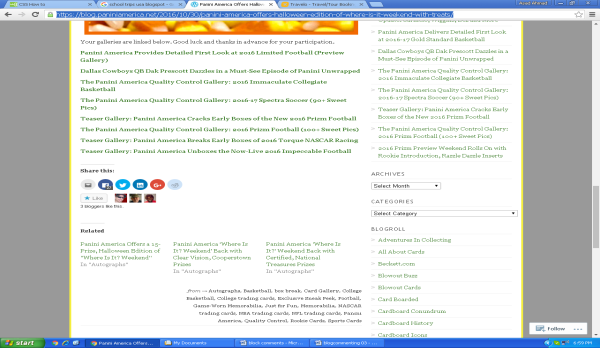 CSS How to
school trips usa Blogspot
Panini America Offers Hallo
Travels - Travel/Tour Books
https://blog.paniniamerica.net/2016/10/30/panini-america-offers-halloween-edition-of-where-is-it-weekend-with-treats/
Your galleries are linked below. Good luck and thanks in advance for your participation.
Panini America Provides Detailed First Look at 2016 Limited Football (Preview
Gallery)
Dallas Cowboys QB Dak Prescott Dazzles in a Must-See Episode of Panini Unwrapped
The Panini America Quality Control Gallery: 2016 Immaculate Collegiate
Basketball
The Panini America Quality Control Gallery: 2016-17 Spectra Soccer (90+ Sweet
Pics)
Teaser Gallery: Panini America Cracks Early Boxes of the New 2016 Prizm Football
The Panini America Quality Control Gallery: 2016 Prizm Football (100+ Sweet Pics)
Teaser Gallery: Panini America Breaks Early Boxes of 2016 Torque NASCAR Racing
Teaser Gallery: Panini America Unboxes the Now-Live 2016 Impeccable Football
Share this:
Like
3 bloggers like this.
Related
Panini America Offers a 15-
Prize, Halloween Edition of
"Where Is It? Weekend"
In "Autographs"
Panini America 'Where Is
It?' Weekend' Back with
Clear Vision, Cooperstown
Prizes
In "Autographs"
Panini America 'Where Is
It? Weekend' Back with
Certified, National
Treasures Prizes
In "Autographs"
from → Autographs, Basketball, box break, Card Gallery, College
Basketball, College trading cards, Exclusive Sneak Peek, Football,
Game-Worn Memorabilia, Just for Fun, Memorabilia, NASCAR
trading cards, NBA trading cards, NFL trading cards, Panini
America, Quality Control, Rookie Cards, Sports Cards
Panini America Delivers Detailed First Look
at 2016-17 Gold Standard Basketball
Dallas Cowboys QB Dak Prescott Dazzles in a
Must-See Episode of Panini Unwrapped
The Panini America Quality Control Gallery:
2016 Immaculate Collegiate Basketball
The Panini America Quality Control Gallery:
2016-17 Spectra Soccer (90+ Sweet Pics)
Teaser Gallery: Panini America Cracks Early
Boxes of the New 2016 Prizm Football
The Panini America Quality Control Gallery:
2016 Prizm Football (100+ Sweet Pics)
2016 Prizm Preview Weekend Rolls On with
Rookie Introduction, Razzle Dazzle Inserts
ARCHIVES
Select Month
CATEGORIES
Select Category
BLOGROLL
Adventures In Collecting
All About Cards
Beckett.com
Blowout Buzz
Blowout Cards
Card Boarded
Cardboard Conundrum
Cardboard History
Cardboard Icons
Follow
start
Panini America Offers...
My Documents
block comments - Micr...
blogcommenting 03 -
6:59 PM